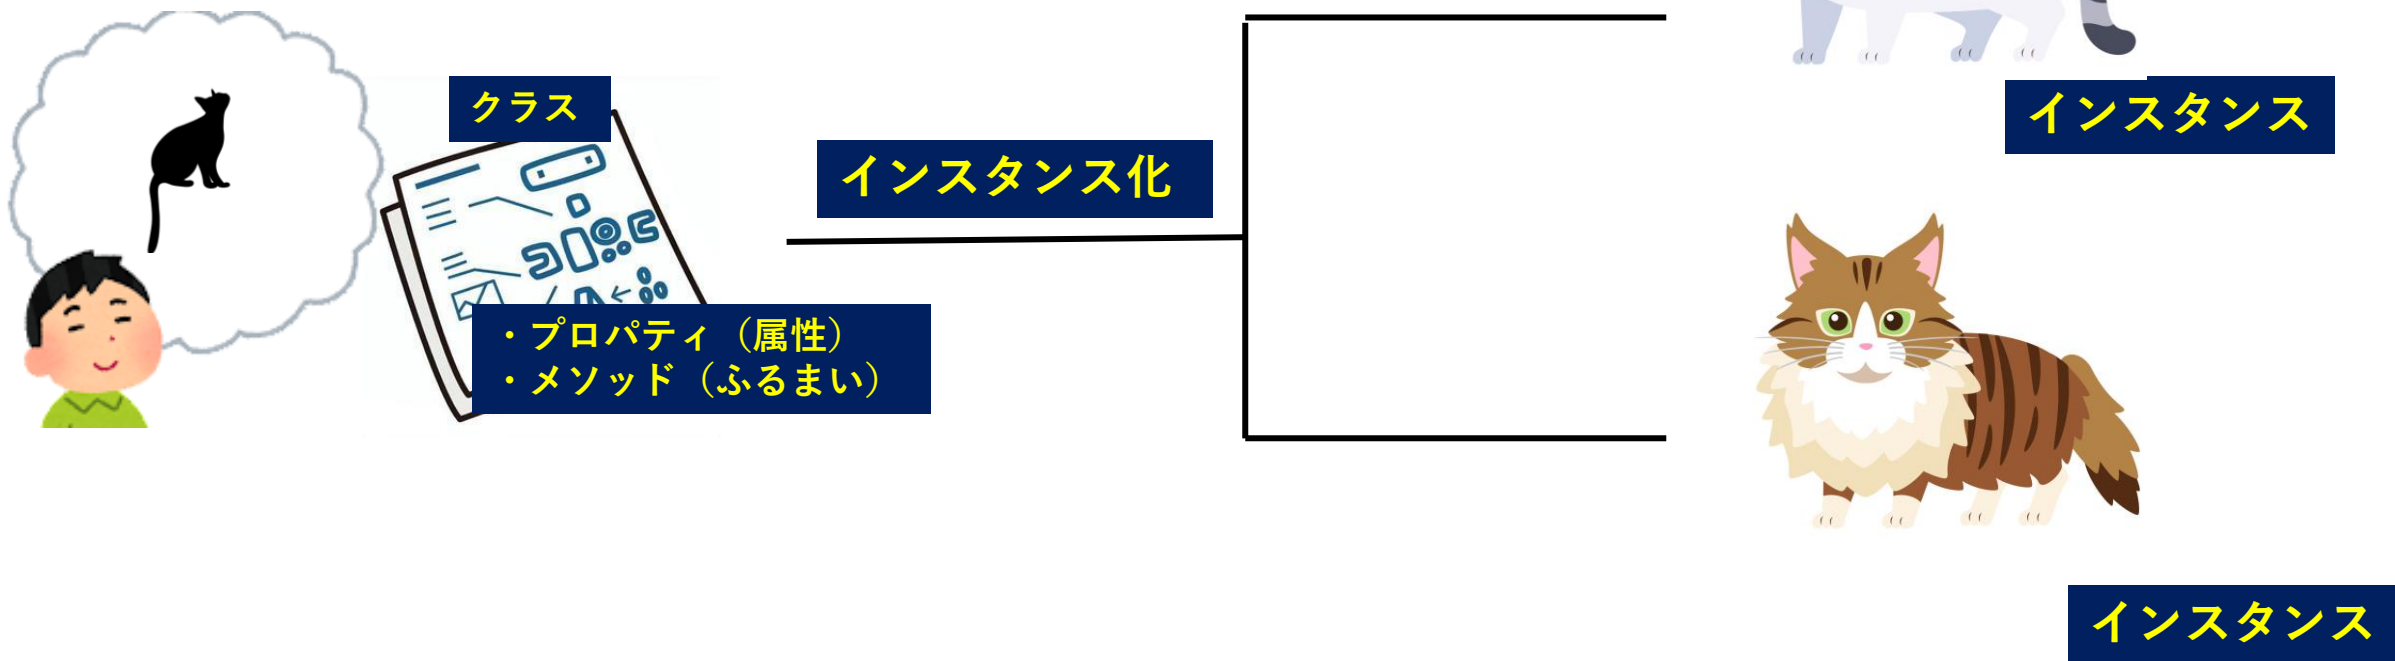 クラス
インスタンス化
・プロパティ（属性）
・メソッド（ふるまい）
インスタンス
インスタンス